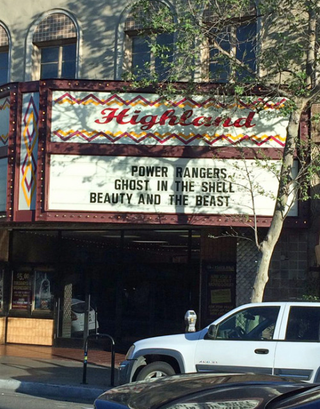 Highland
POWER RANGERS
GHOST IN THE SHELL
BEAUTY AND THE BEAST